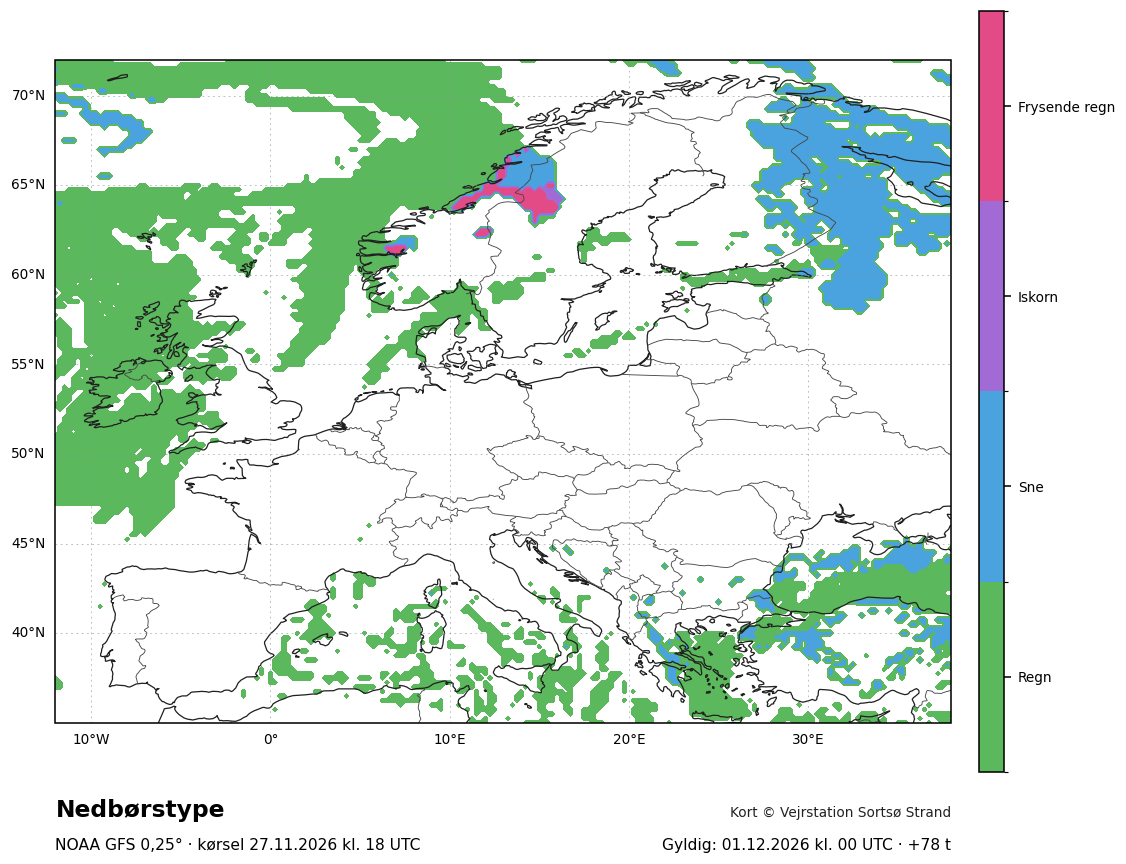 70°N
65°N
60°N
55°N
50°N
45°N
40°N
10°W
0°
10°E
20°E
30°E
Frysende regn
Iskorn
Sne
Regn
Nedbørstype
Kort © Vejrstation Sortsø Strand
NOAA GFS 0,25° · kørsel 27.11.2026 kl. 18 UTC
Gyldig: 01.12.2026 kl. 00 UTC · +78 t